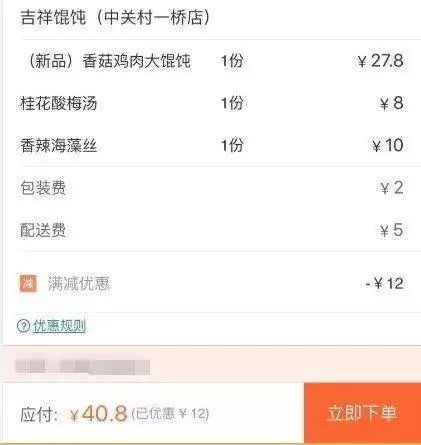 吉祥馄饨（中关村一桥店）
（新品）香菇鸡肉大馄饨 1份 ￥27.8
桂花酸梅汤 1份 ￥8
香辣海藻丝 1份 ￥10
包装费 ￥2
配送费 ￥5
减 满减优惠 -￥12
? 优惠规则
应付：￥40.8 (已优惠￥12) 立即下单